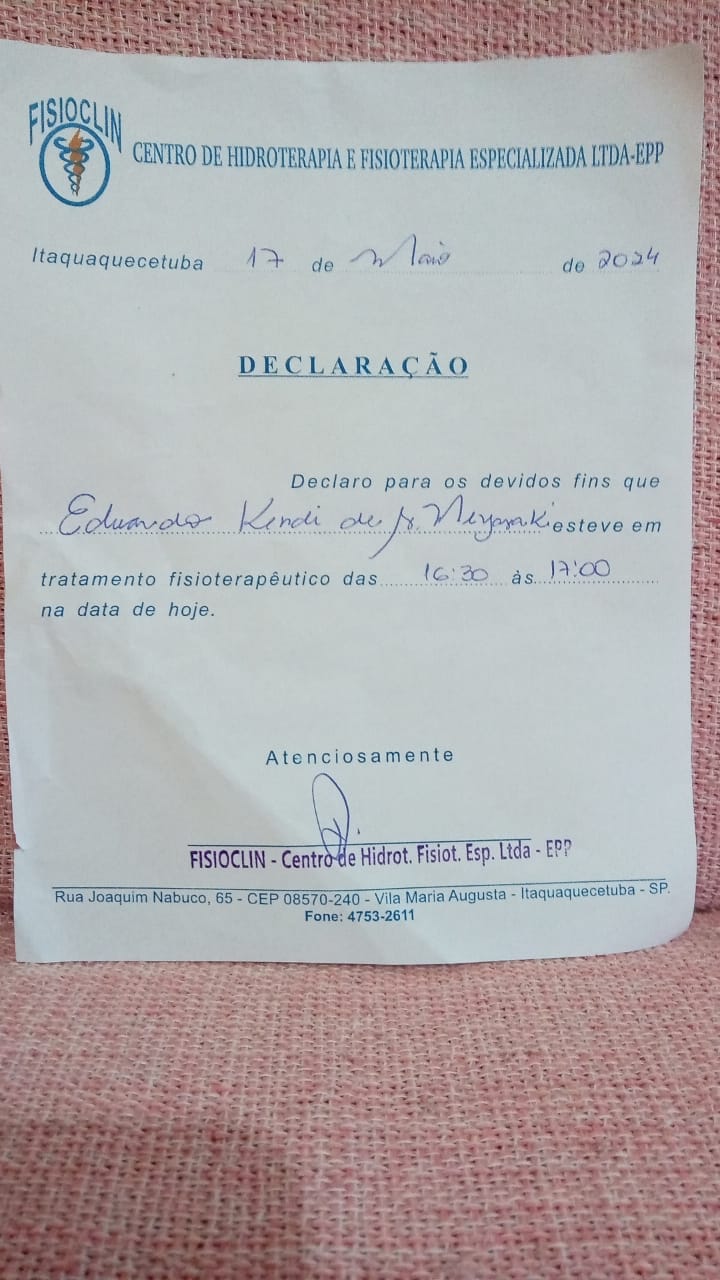 FISIOCLIN
CENTRO DE HIDROTERAPIA E FISIOTERAPIA ESPECIALIZADA LTDA-EPP
Itaquaquecetuba 17 de Maio de 2024
DECLARAÇÃO
Declaro para os devidos fins que
Eduardo Kendi de esteve em
tratamento fisioterapêutico das 16:30 às 17:00
na data de hoje.
Atenciosamente
FISIOCLIN - Centro de Hidrot. Fisiot. Esp. Ltda - EPP
Rua Joaquim Nabuco, 65 - CEP 08570-240 - Vila Maria Augusta - Itaquaquecetuba - SP.
Fone: 4753-2611